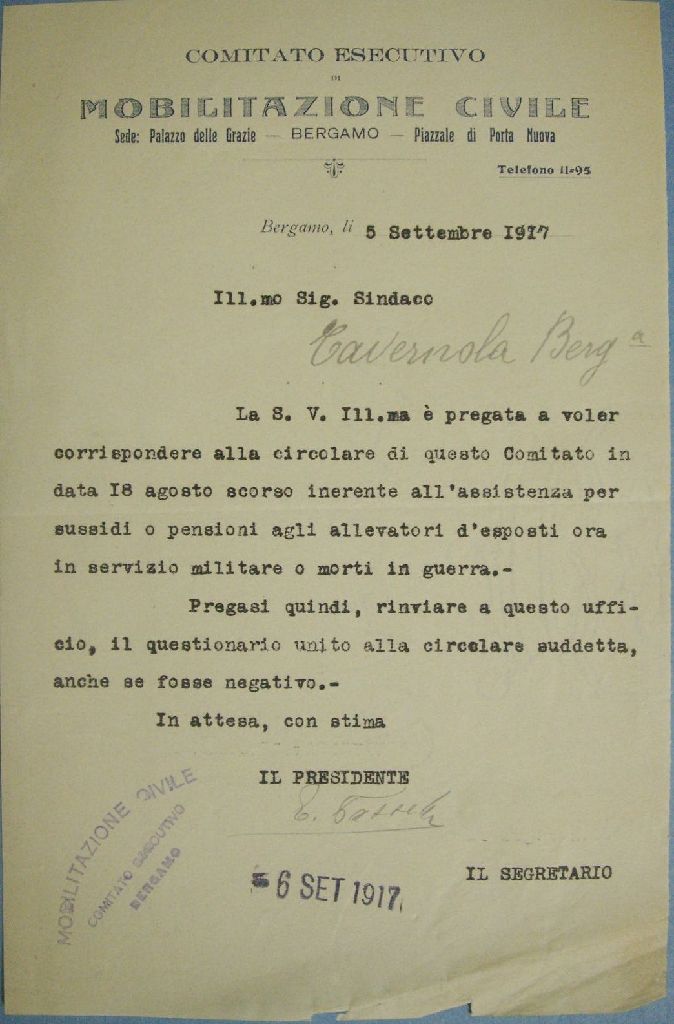 COMITATO ESECUTIVO
DI
MOBILITAZIONE CIVILE
Sede: Palazzo delle Grazie — BERGAMO — Piazzale di Porta Nuova
Telefono 11-95
Bergamo, li 5 Settembre 1917
Ill.mo Sig. Sindaco
Tavernola Bergª
La S. V. Ill.ma è pregata a voler
corrispondere alla circolare di questo Comitato in
data I8 agosto scorso inerente all'assistenza per
sussidi o pensioni agli allevatori d'esposti ora
in servizio militare o morti in guerra.-
Pregasi quindi, rinviare a questo uffi-
cio, il questionario unito alla circolare suddetta,
anche se fosse negativo.-
In attesa, con stima
IL PRESIDENTE
E.
IL SEGRETARIO
MOBILITAZIONE CIVILE
COMITATO ESECUTIVO
BERGAMO
- 6 SET 1917